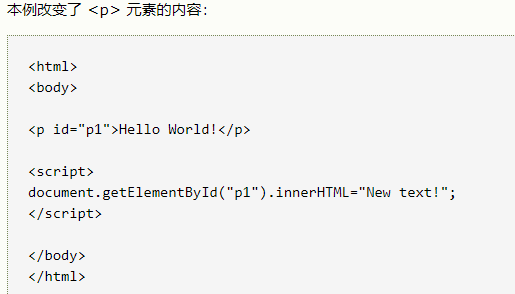 本例改变了 <p> 元素的内容:
<html>
<body>
<p id="p1">Hello World!</p>
<script>
document.getElementById("p1").innerHTML="New text!";
</script>
</body>
</html>